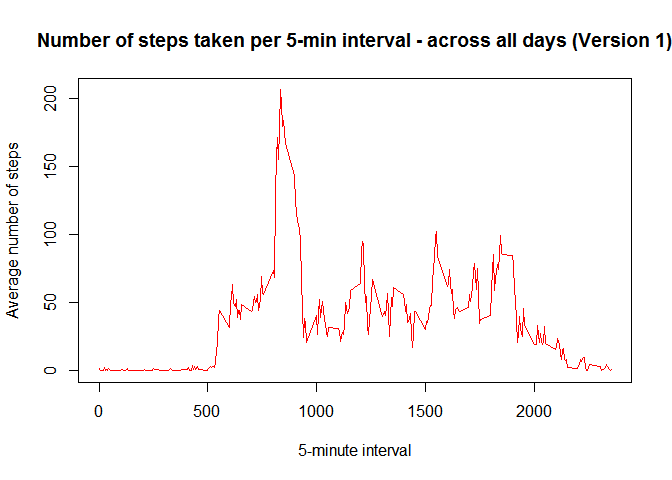 Number of steps taken per 5-min interval - across all days (Version 1)
Average number of steps
200
150
100
50
0
0 500 1000 1500 2000
5-minute interval